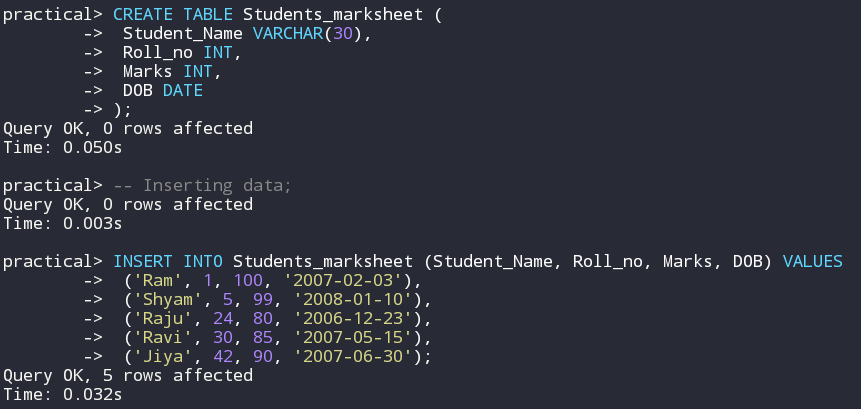 practical> CREATE TABLE Students_marksheet (
        ->  Student_Name VARCHAR(30),
        ->  Roll_no INT,
        ->  Marks INT,
        ->  DOB DATE
        -> );
Query OK, 0 rows affected
Time: 0.050s

practical> -- Inserting data;
Query OK, 0 rows affected
Time: 0.003s

practical> INSERT INTO Students_marksheet (Student_Name, Roll_no, Marks, DOB) VALUES
        ->  ('Ram', 1, 100, '2007-02-03'),
        ->  ('Shyam', 5, 99, '2008-01-10'),
        ->  ('Raju', 24, 80, '2006-12-23'),
        ->  ('Ravi', 30, 85, '2007-05-15'),
        ->  ('Jiya', 42, 90, '2007-06-30');
Query OK, 5 rows affected
Time: 0.032s